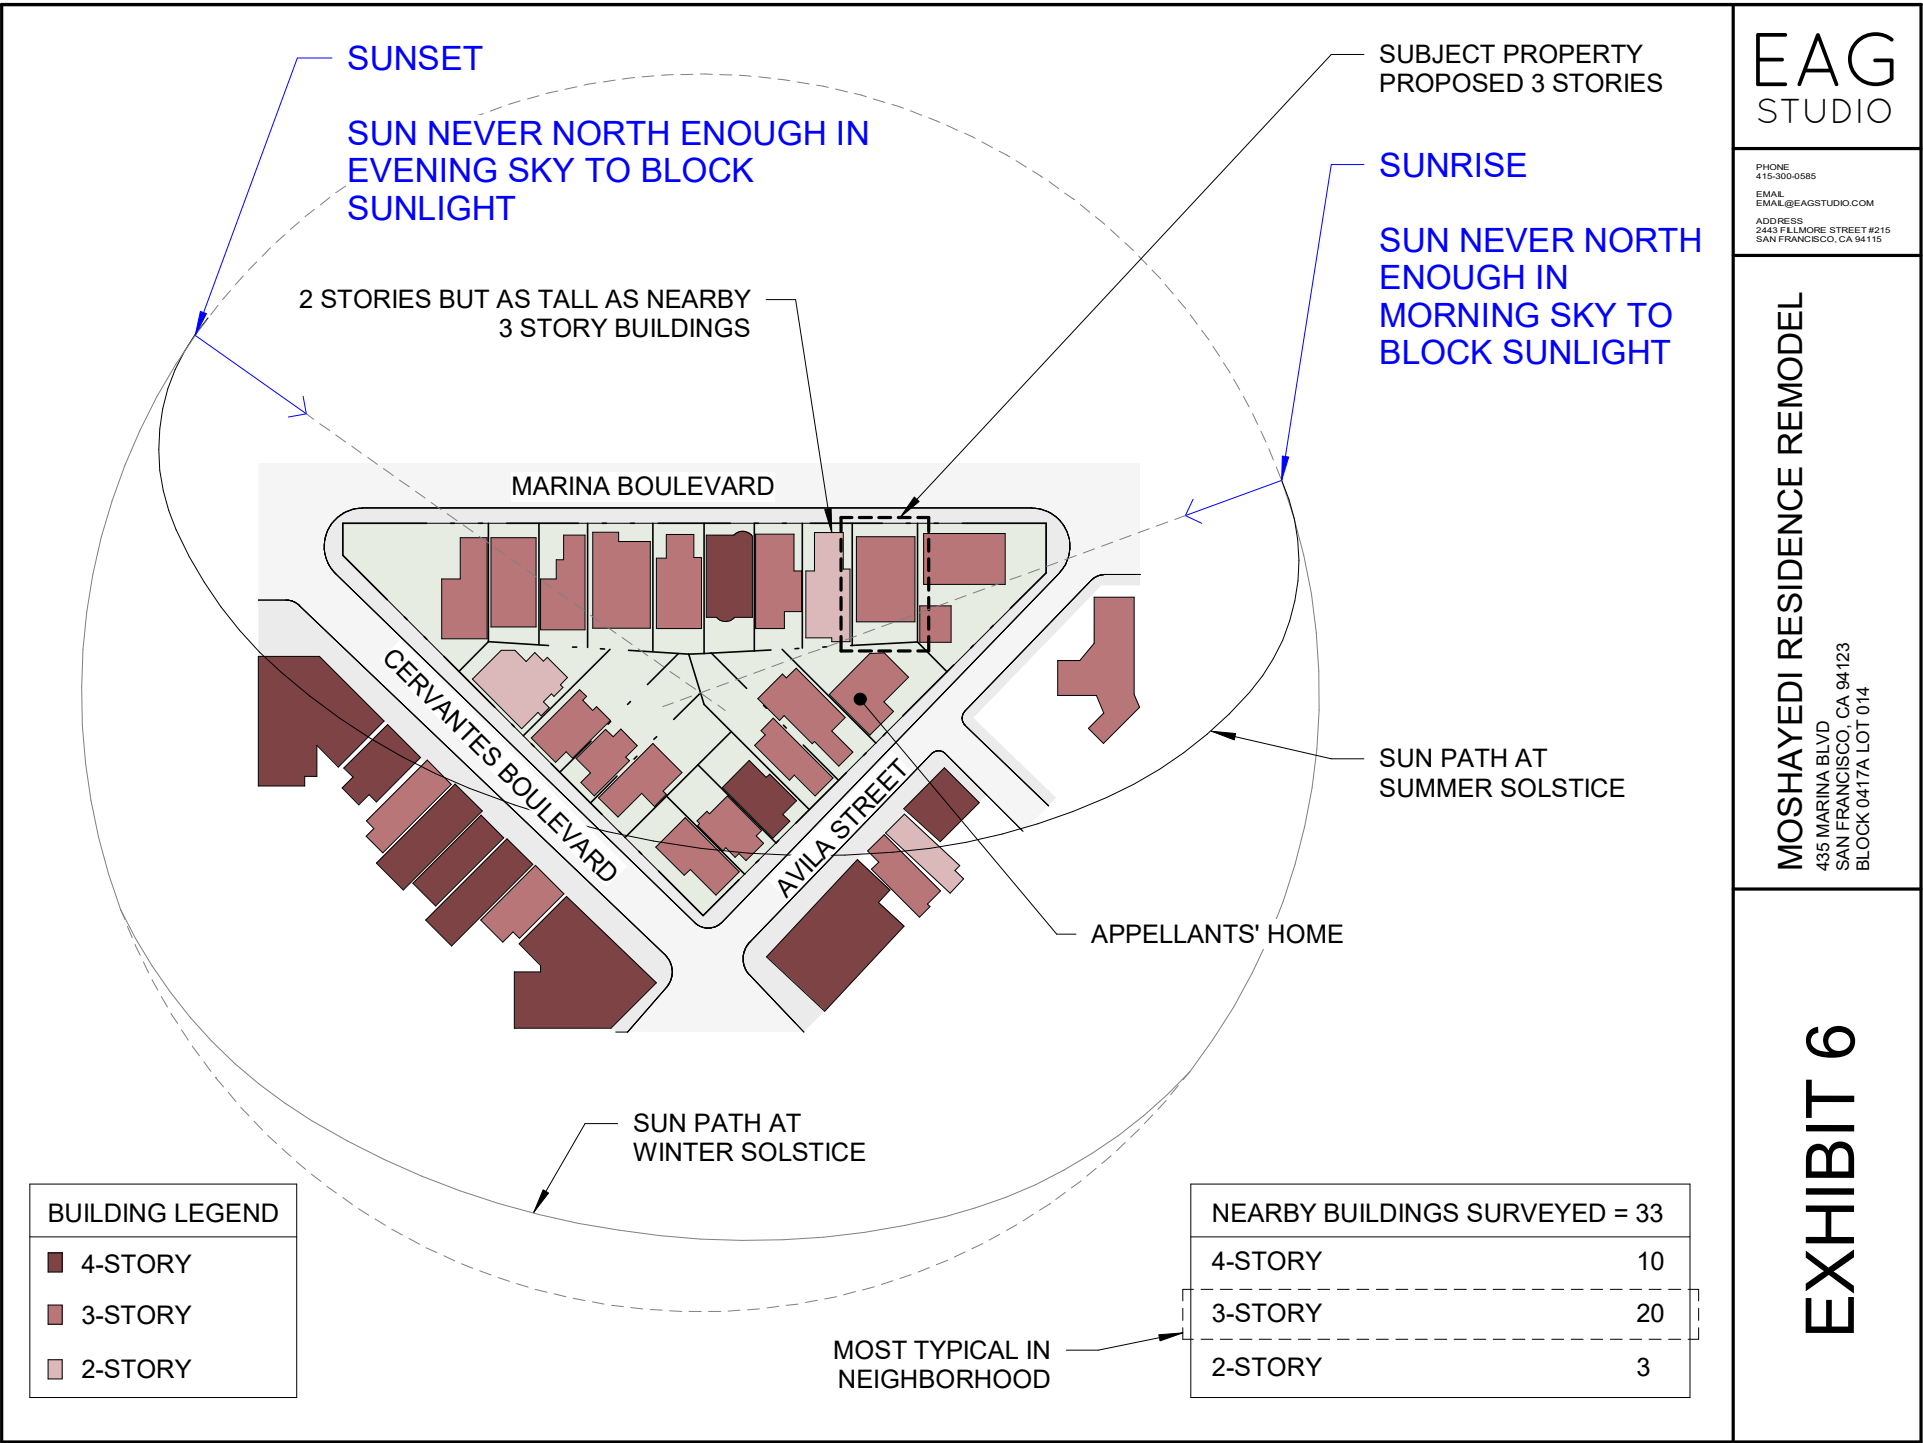 SUNSET
SUN NEVER NORTH ENOUGH IN
EVENING SKY TO BLOCK
SUNLIGHT
SUBJECT PROPERTY
PROPOSED 3 STORIES
SUNRISE
SUN NEVER NORTH
ENOUGH IN
MORNING SKY TO
BLOCK SUNLIGHT
2 STORIES BUT AS TALL AS NEARBY
3 STORY BUILDINGS
MARINA BOULEVARD
CERVANTES BOULEVARD
AVILA STREET
SUN PATH AT
SUMMER SOLSTICE
APPELLANTS' HOME
SUN PATH AT
WINTER SOLSTICE
BUILDING LEGEND
4-STORY
3-STORY
2-STORY
NEARBY BUILDINGS SURVEYED = 33
4-STORY 10
3-STORY 20
2-STORY 3
MOST TYPICAL IN
NEIGHBORHOOD
EAG
STUDIO
PHONE
415-300-0585
EMAIL
EMAIL@EAGSTUDIO.COM
ADDRESS
2443 FILLMORE STREET #215
SAN FRANCISCO, CA 94115
MOSHAYEDI RESIDENCE REMODEL
435 MARINA BLVD
SAN FRANCISCO, CA 94123
BLOCK 0417A LOT 014
EXHIBIT 6